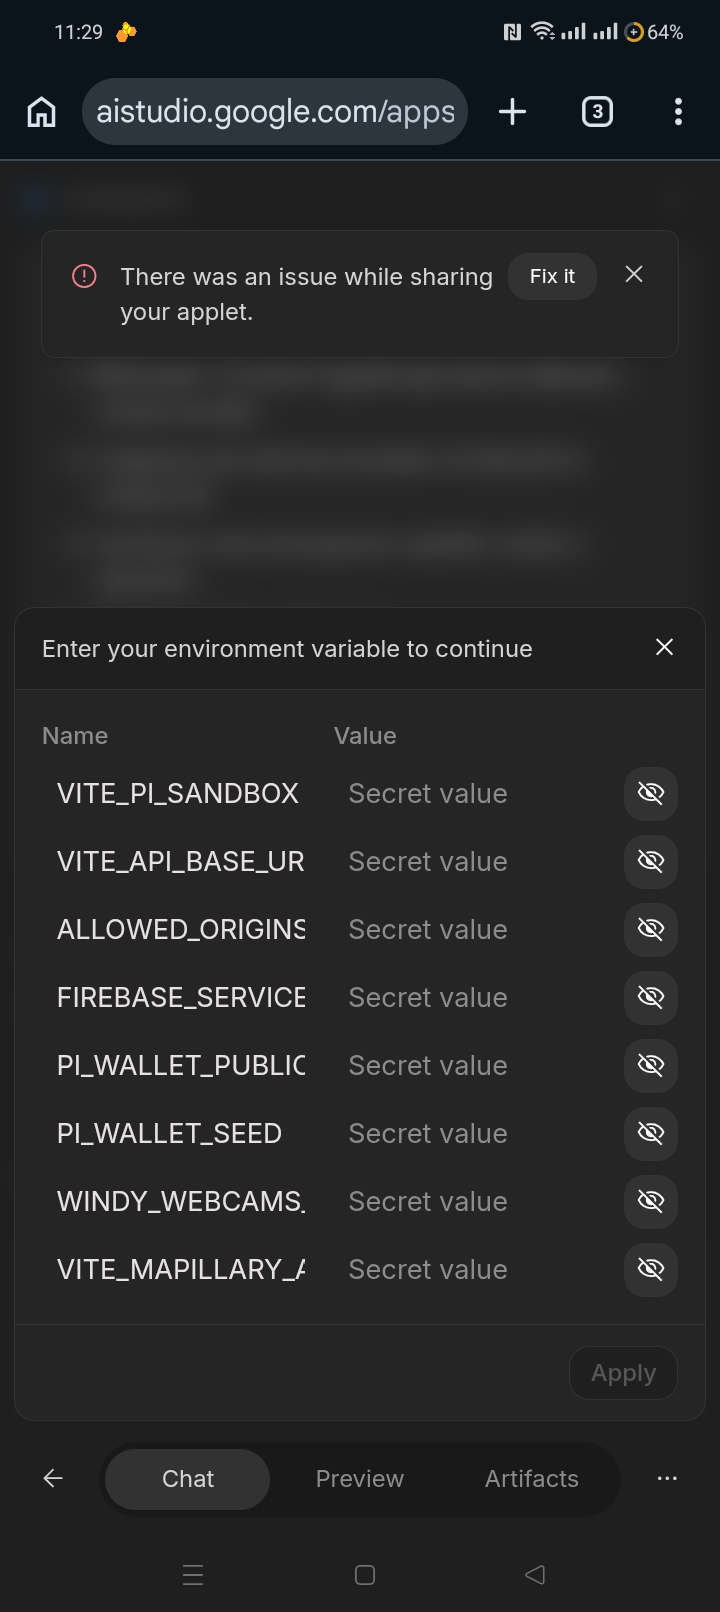 11:29
64%
aistudio.google.com/apps
3
There was an issue while sharing
your applet.
Fix it
Enter your environment variable to continue
Name Value
VITE_PI_SANDBOX Secret value
VITE_API_BASE_UR Secret value
ALLOWED_ORIGINS Secret value
FIREBASE_SERVICE Secret value
PI_WALLET_PUBLIC Secret value
PI_WALLET_SEED Secret value
WINDY_WEBCAMS_ Secret value
VITE_MAPILLARY_A Secret value
Apply
Chat Preview Artifacts